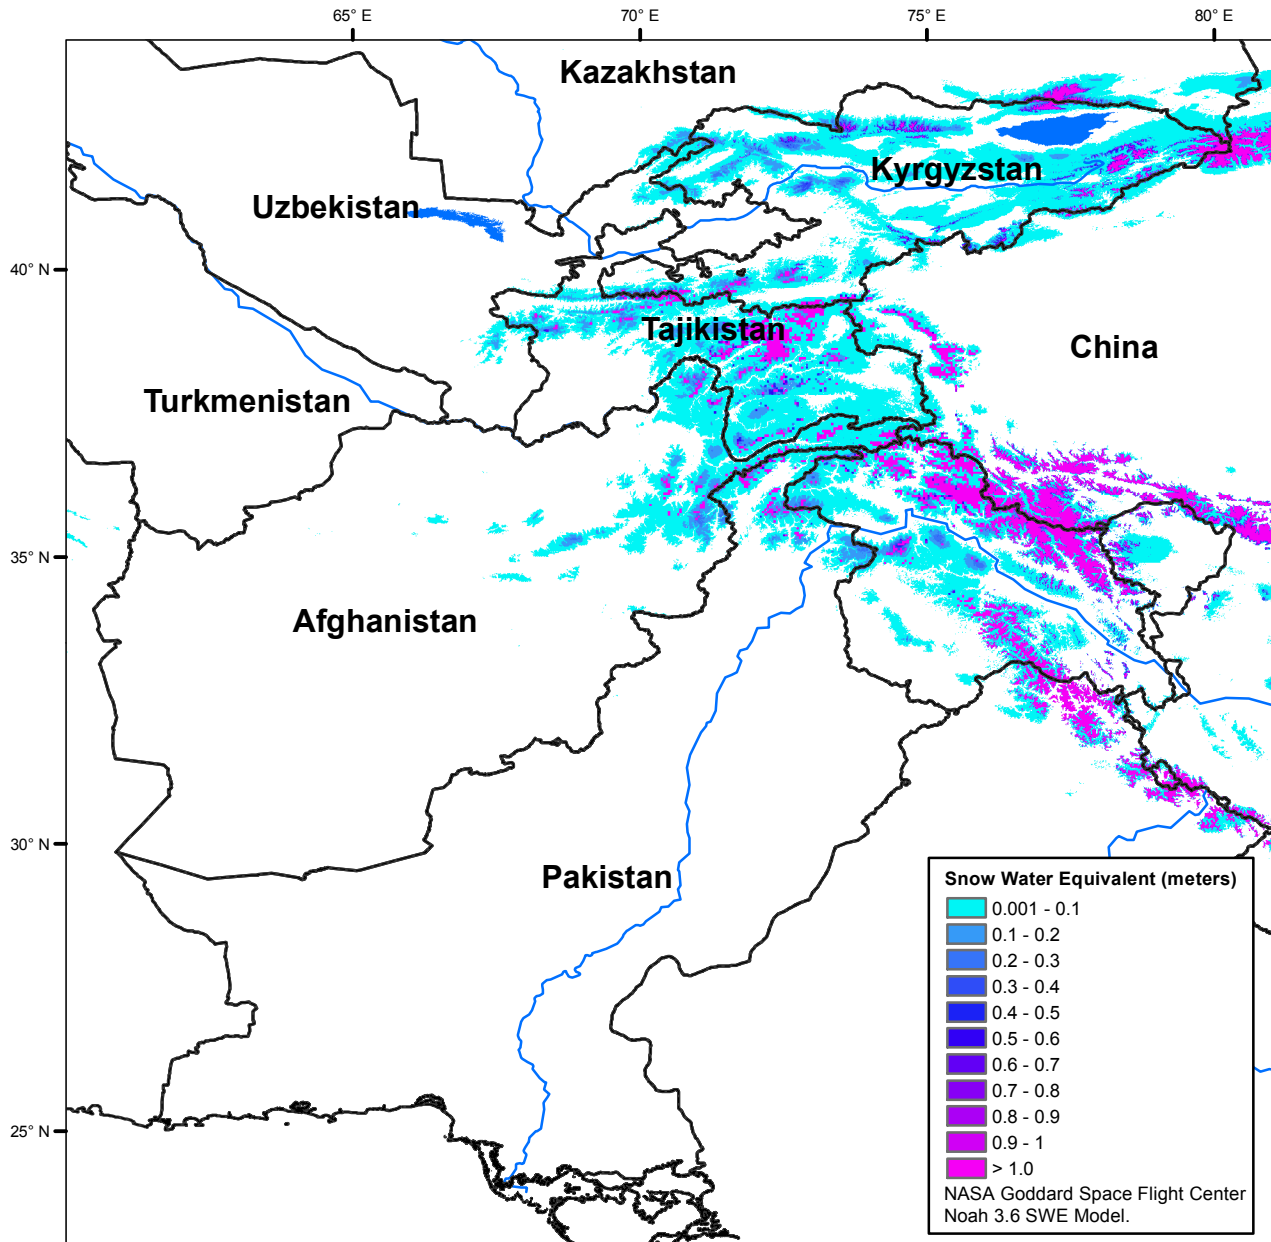 65° E
70° E
75° E
80° E
Kazakhstan
Kyrgyzstan
Uzbekistan
40° N
Tajikistan
China
Turkmenistan
35° N
Afghanistan
30° N
Pakistan
25° N
Snow Water Equivalent (meters)
0.001 - 0.1
0.1 - 0.2
0.2 - 0.3
0.3 - 0.4
0.4 - 0.5
0.5 - 0.6
0.6 - 0.7
0.7 - 0.8
0.8 - 0.9
0.9 - 1
> 1.0
NASA Goddard Space Flight Center
Noah 3.6 SWE Model.